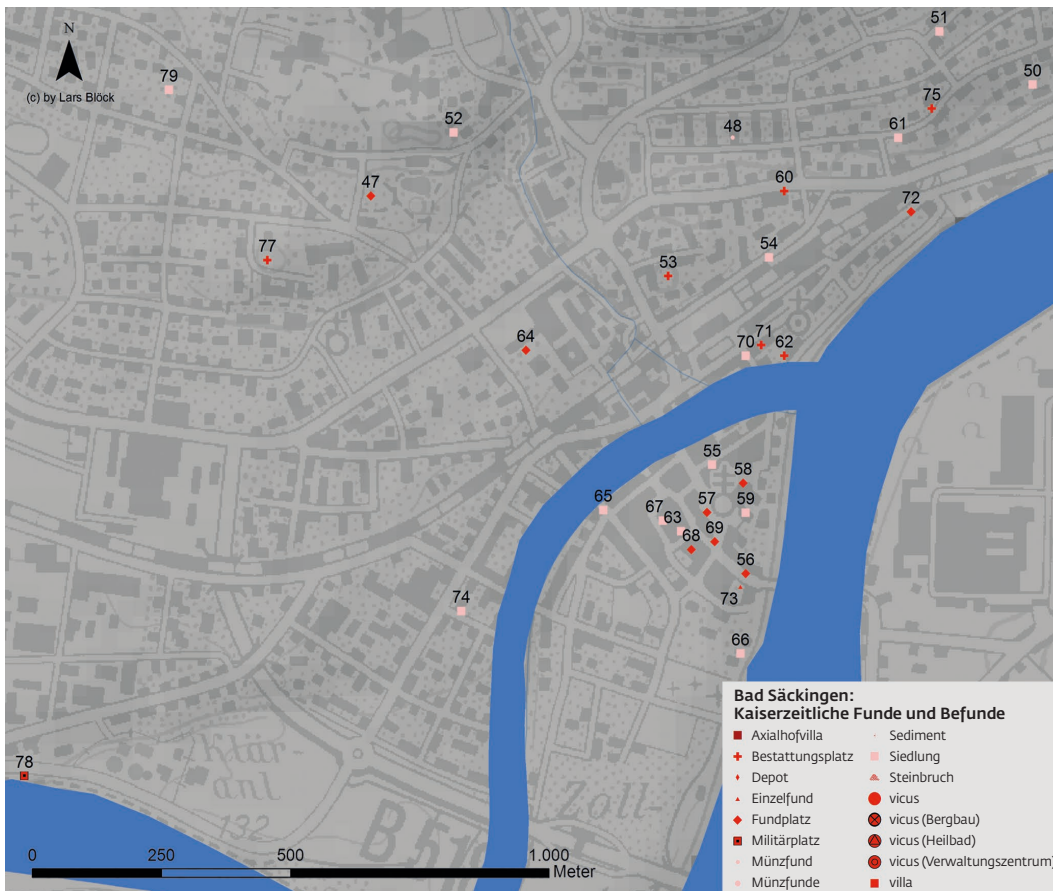 N
(c) by Lars Blöck
51
50
79
75
52
48
61
47
60
72
77
54
53
64
71
70
62
55
58
65
57
59
67
63
69
68
56
73
74
66
78
Klär
anl
132
B 51
Zoll-
0 250 500 1.000
Meter
Bad Säckingen:
Kaiserzeitliche Funde und Befunde
Axialhofvilla
Bestattungsplatz
Depot
Einzelfund
Fundplatz
Militärplatz
Münzfund
Münzfunde
Sediment
Siedlung
Steinbruch
vicus
vicus (Bergbau)
vicus (Heilbad)
vicus (Verwaltungszentrum)
villa